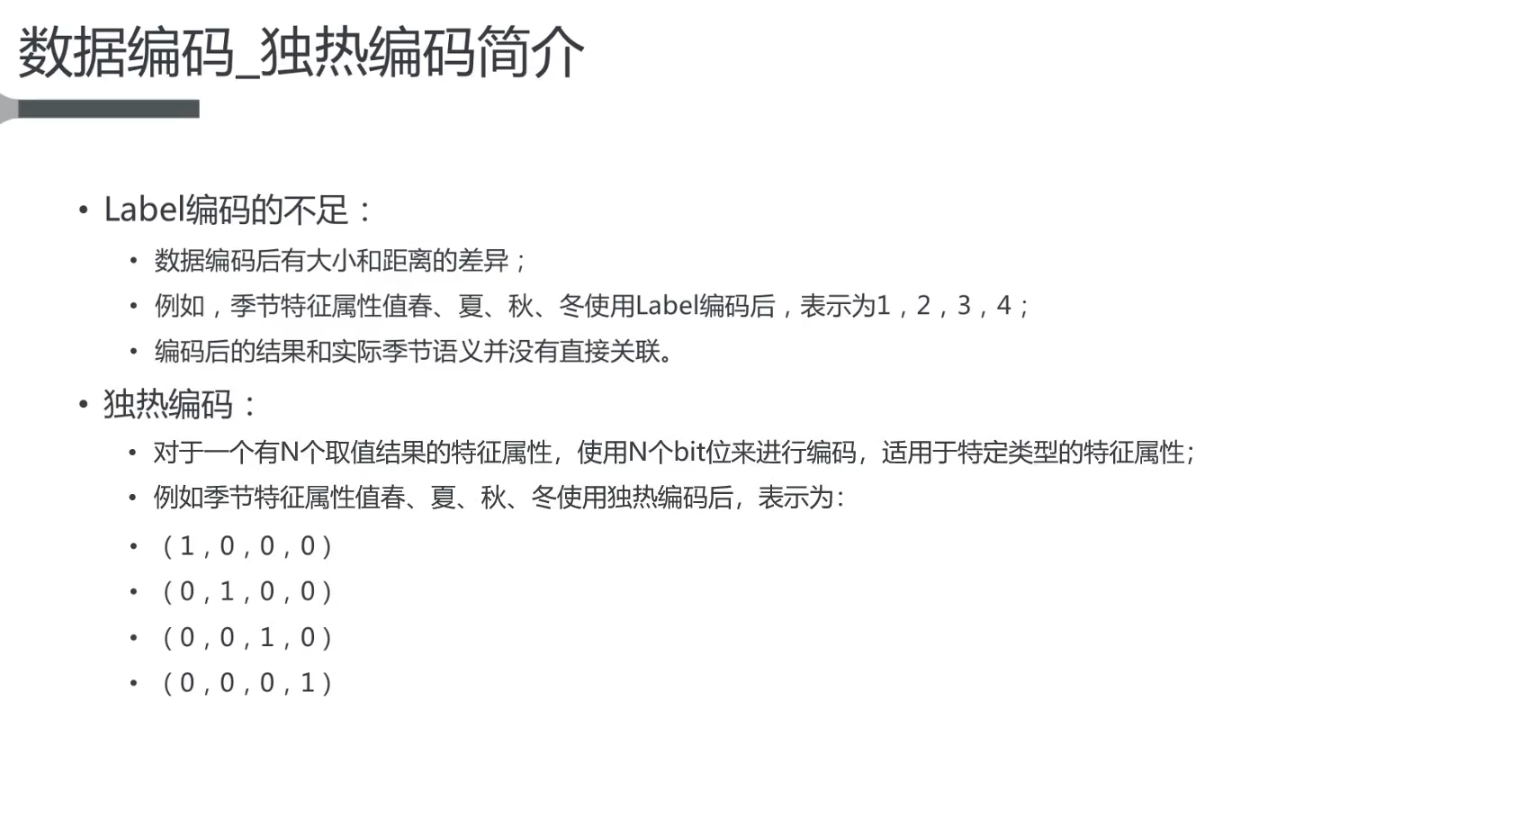 数据编码_独热编码简介
• Label编码的不足：
• 数据编码后有大小和距离的差异；
• 例如，季节特征属性值春、夏、秋、冬使用Label编码后，表示为1，2，3，4；
• 编码后的结果和实际季节语义并没有直接关联。
• 独热编码：
• 对于一个有N个取值结果的特征属性，使用N个bit位来进行编码，适用于特定类型的特征属性；
• 例如季节特征属性值春、夏、秋、冬使用独热编码后，表示为：
• （1，0，0，0）
• （0，1，0，0）
• （0，0，1，0）
• （0，0，0，1）